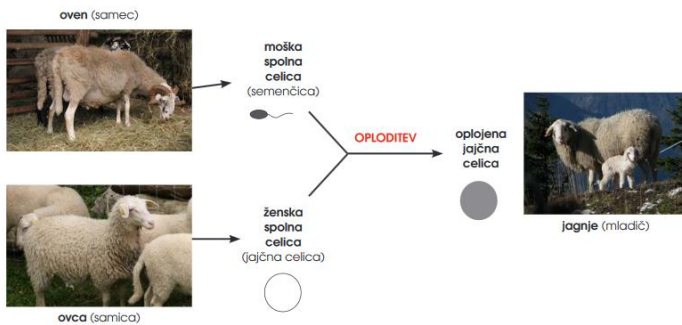 oven (samec)
moška
spolna
celica
(semenčica)
OPLODITEV
oplojena
jajčna
celica
jagnje (mladič)
ženska
spolna
celica
(jajčna celica)
ovca (samica)